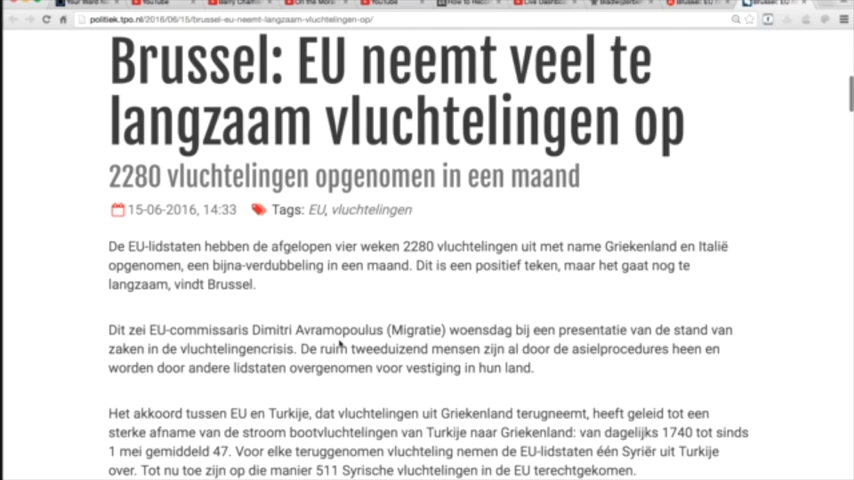 YouTube
YouTube
politiek.tpo.nl/2016/06/15/brussel-eu-neemt-langzaam-vluchtelingen-op/
Brussel: EU neemt veel te
langzaam vluchtelingen op
2280 vluchtelingen opgenomen in een maand
15-06-2016, 14:33 Tags: EU, vluchtelingen
De EU-lidstaten hebben de afgelopen vier weken 2280 vluchtelingen uit met name Griekenland en Italië
opgenomen, een bijna-verdubbeling in een maand. Dit is een positief teken, maar het gaat nog te
langzaam, vindt Brussel.
Dit zei EU-commissaris Dimitri Avramopoulus (Migratie) woensdag bij een presentatie van de stand van
zaken in de vluchtelingencrisis. De ruim tweeduizend mensen zijn al door de asielprocedures heen en
worden door andere lidstaten overgenomen voor vestiging in hun land.
Het akkoord tussen EU en Turkije, dat vluchtelingen uit Griekenland terugneemt, heeft geleid tot een
sterke afname van de stroom bootvluchtelingen van Turkije naar Griekenland: van dagelijks 1740 tot sinds
1 mei gemiddeld 47. Voor elke teruggenomen vluchteling nemen de EU-lidstaten één Syriër uit Turkije
over. Tot nu toe zijn op die manier 511 Syrische vluchtelingen in de EU terechtgekomen.